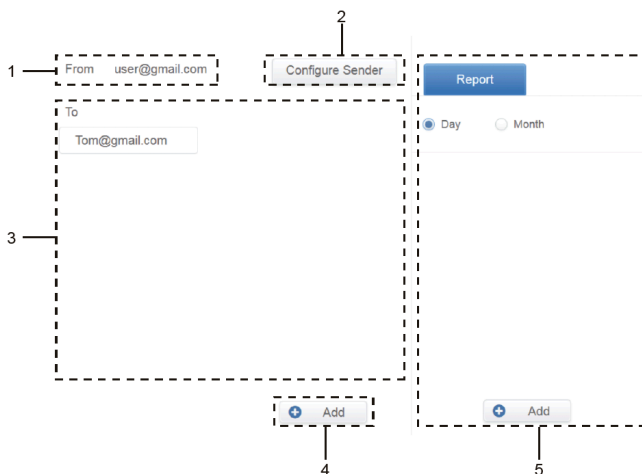 2
1
From user@gmail.com
Configure Sender
Report
To
Day Month
Tom@gmail.com
3
Add
Add
4
5